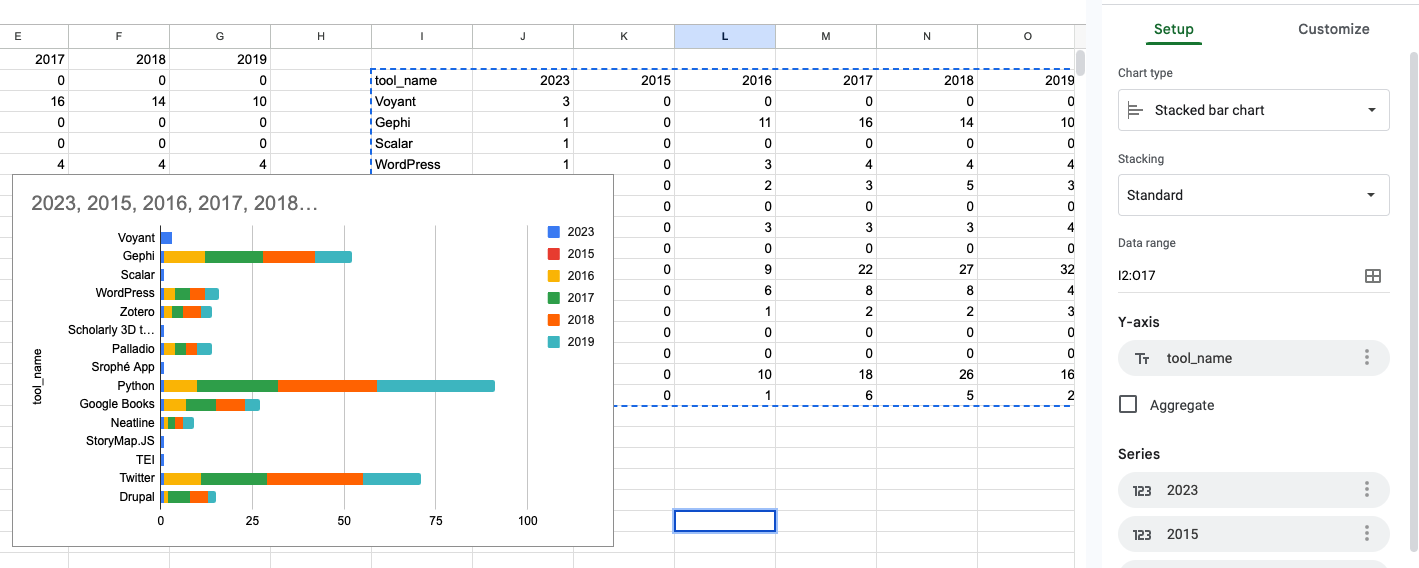 E F G H I J K L M N O
2017 2018 2019
0 0 0 tool_name 2023 2015 2016 2017 2018 2019
16 14 10 Voyant 3 0 0 0 0 0
0 0 0 Gephi 1 0 11 16 14 10
0 0 0 Scalar 1 0 0 0 0 0
4 4 4 WordPress 1 0 3 4 4 4
0 2 3 5 3
0 0 0 0 0
0 3 3 3 4
0 0 0 0 0
0 9 22 27 32
0 6 8 8 4
0 1 2 2 3
0 0 0 0 0
0 0 0 0 0
0 10 18 26 16
0 1 6 5 2
2023, 2015, 2016, 2017, 2018...
tool_name
Voyant
Gephi
Scalar
WordPress
Zotero
Scholarly 3D t...
Palladio
Srophé App
Python
Google Books
Neatline
StoryMap.JS
TEI
Twitter
Drupal
0 25 50 75 100
2023
2015
2016
2017
2018
2019
Setup Customize
Chart type
Stacked bar chart
Stacking
Standard
Data range
I2:O17
Y-axis
Tт tool_name
Aggregate
Series
123 2023
123 2015